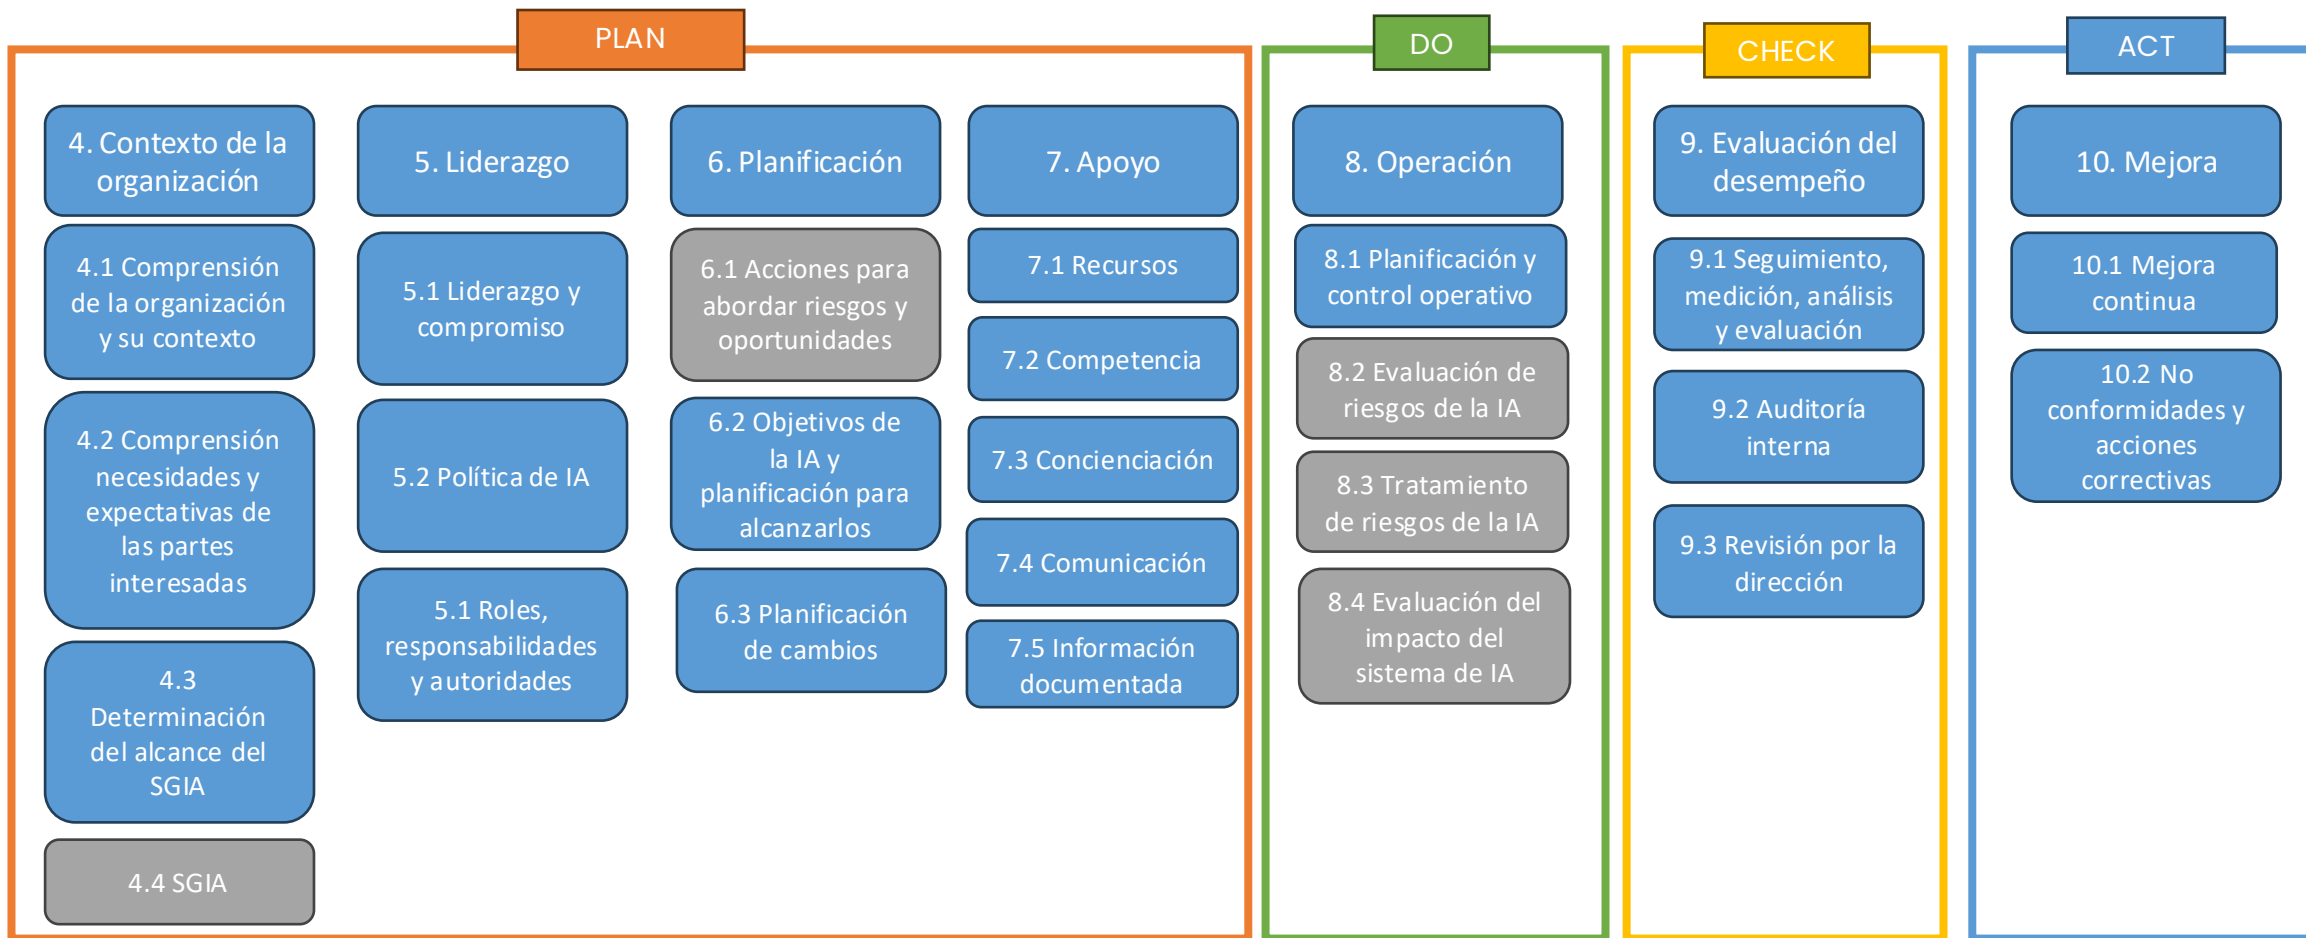 PLAN
4. Contexto de la
organización
4.1 Comprensión
de la organización
y su contexto
4.2 Comprensión
necesidades y
expectativas de
las partes
interesadas
4.3
Determinación
del alcance del
SGIA
4.4 SGIA
5. Liderazgo
5.1 Liderazgo y
compromiso
5.2 Política de IA
5.1 Roles,
responsabilidades
y autoridades
6. Planificación
6.1 Acciones para
abordar riesgos y
oportunidades
6.2 Objetivos de
la IA y
planificación para
alcanzarlos
6.3 Planificación
de cambios
7. Apoyo
7.1 Recursos
7.2 Competencia
7.3 Concienciación
7.4 Comunicación
7.5 Información
documentada
DO
8. Operación
8.1 Planificación y
control operativo
8.2 Evaluación de
riesgos de la IA
8.3 Tratamiento
de riesgos de la IA
8.4 Evaluación del
impacto del
sistema de IA
CHECK
9. Evaluación del
desempeño
9.1 Seguimiento,
medición, análisis
y evaluación
9.2 Auditoría
interna
9.3 Revisión por la
dirección
ACT
10. Mejora
10.1 Mejora
continua
10.2 No
conformidades y
acciones
correctivas